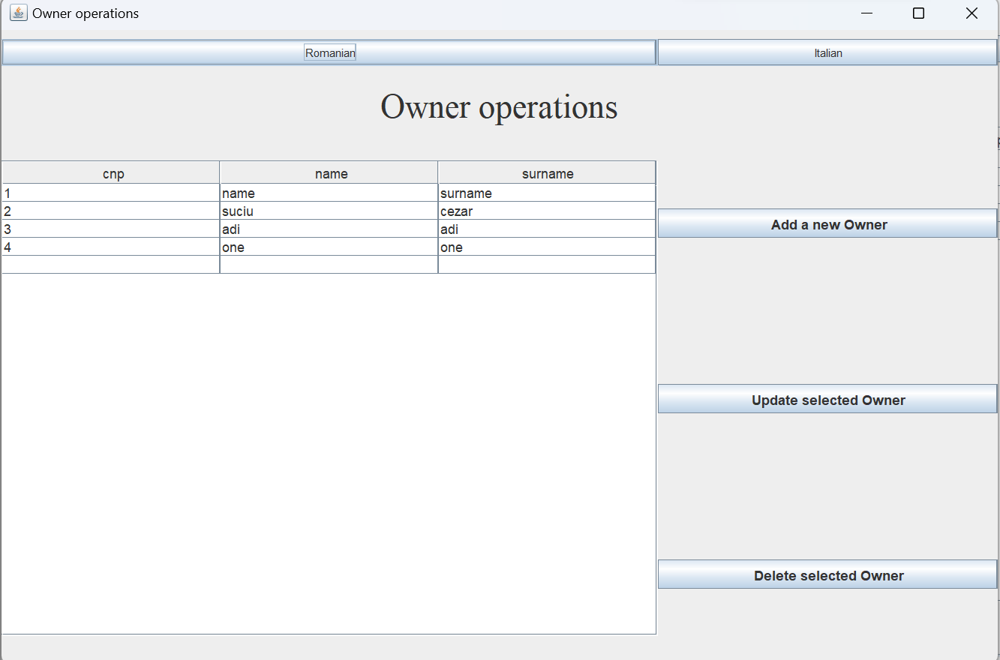 Owner operations
Romanian Italian
Owner operations
cnp name surname
1 name surname
2 suciu cezar
3 adi adi
4 one one
Add a new Owner
Update selected Owner
Delete selected Owner